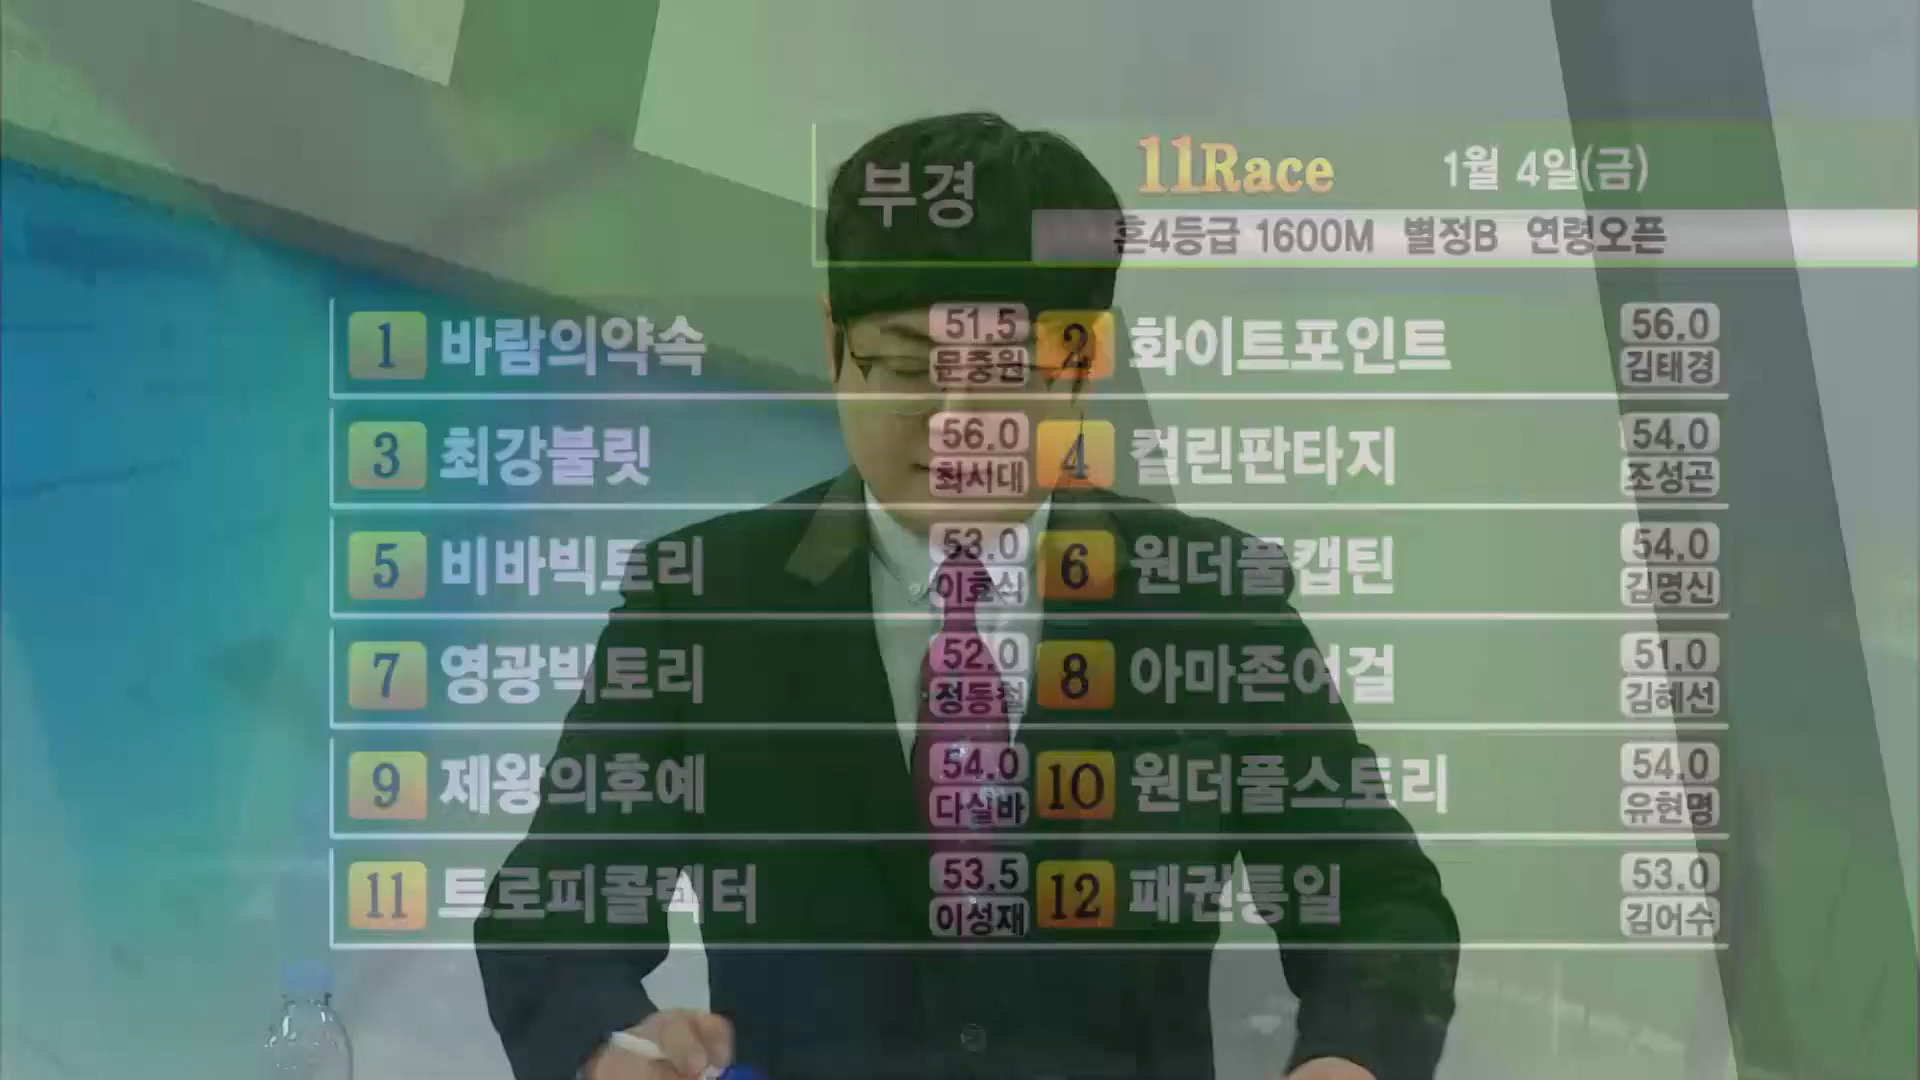 부경
11Race 1월 4일(금)
혼4등급 1600M 별정B 연령오픈
1 바람의약속 51.5 문중원
2 화이트포인트 56.0 김태경
3 최강불릿 56.0 최시대
4 컬린판타지 54.0 조성곤
5 비바빅토리 53.0 이효식
6 원더풀캡틴 54.0 김명신
7 영광빅토리 52.0 정동철
8 아마존여걸 51.0 김혜선
9 제왕의후예 54.0 다실바
10 원더풀스토리 54.0 유현명
11 트로피콜렉터 53.5 이성재
12 패권통일 53.0 김어수